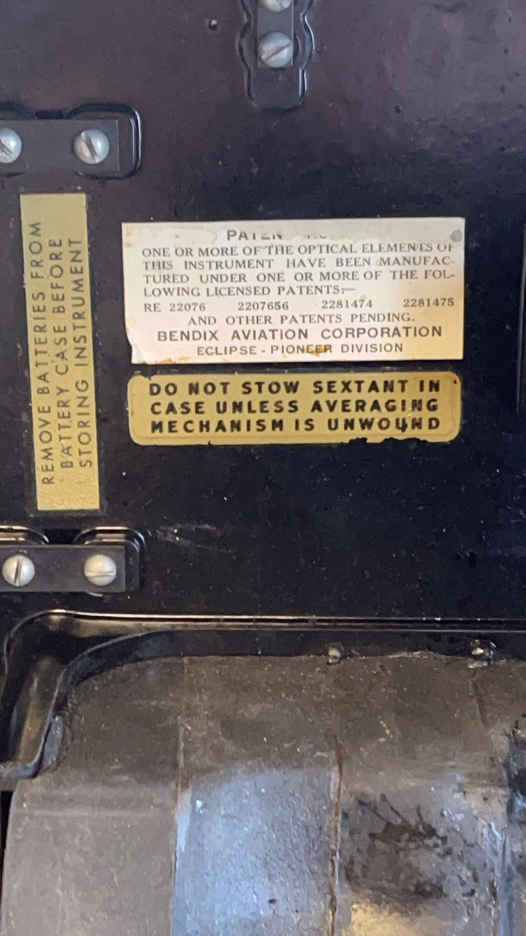 REMOVE BATTERIES FROM
BATTERY CASE BEFORE
STORING INSTRUMENT
ONE OR MORE OF THE OPTICAL ELEMENTS OF
THIS INSTRUMENT HAVE BEEN MANUFAC-
TURED UNDER ONE OR MORE OF THE FOL-
LOWING LICENSED PATENTS:—
RE 22076 2207656 2281474 2281475
AND OTHER PATENTS PENDING.
BENDIX AVIATION CORPORATION
ECLIPSE - PIONEER DIVISION
DO NOT STOW SEXTANT IN
CASE UNLESS AVERAGING
MECHANISM IS UNWOUND